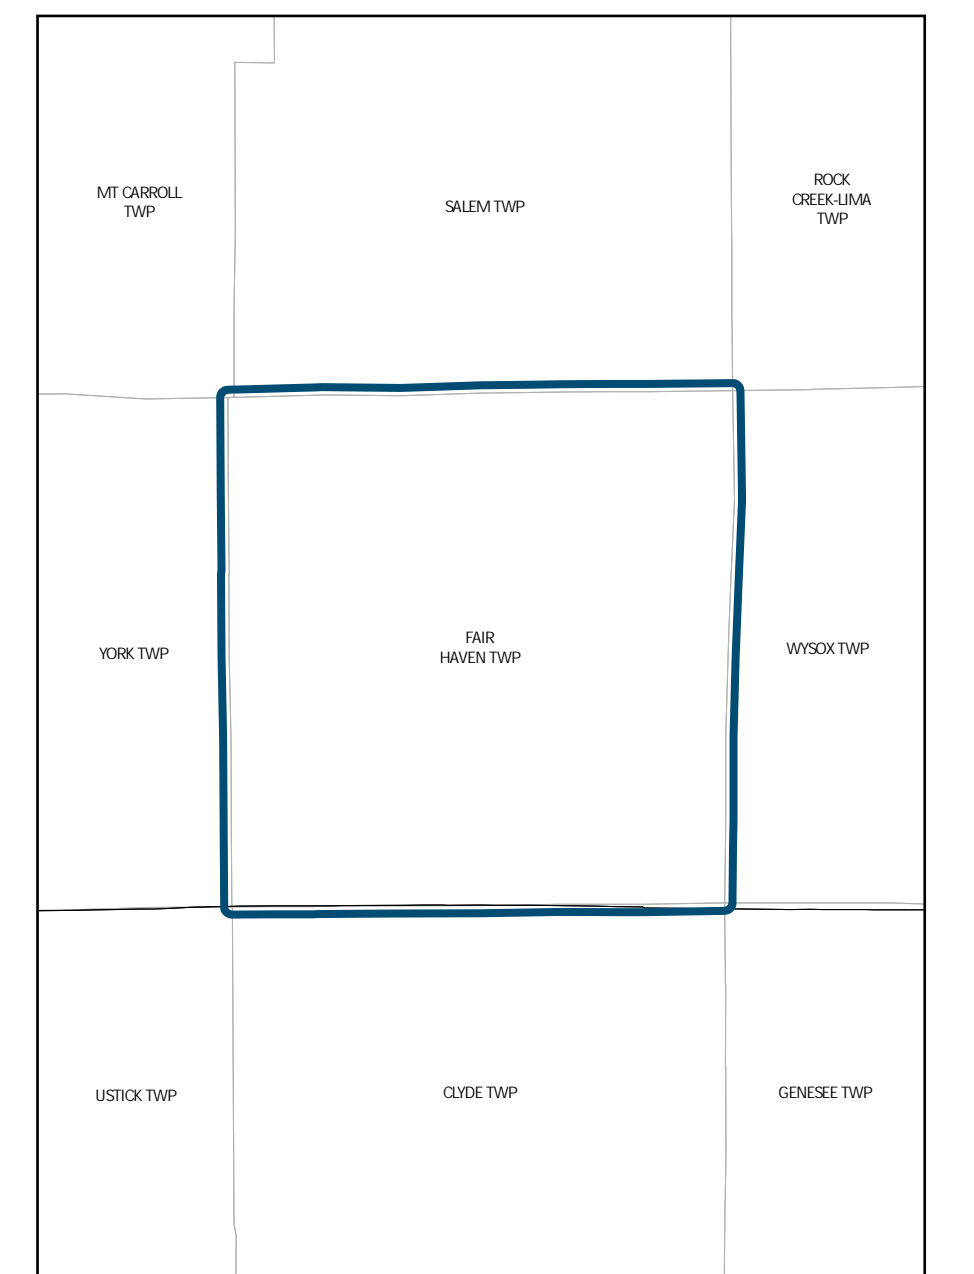 MT CARROLL
TWP
SALEM TWP
ROCK
CREEK-LIMA
TWP
YORK TWP
FAIR
HAVEN TWP
WYSOX TWP
USTICK TWP
CLYDE TWP
GENESEE TWP